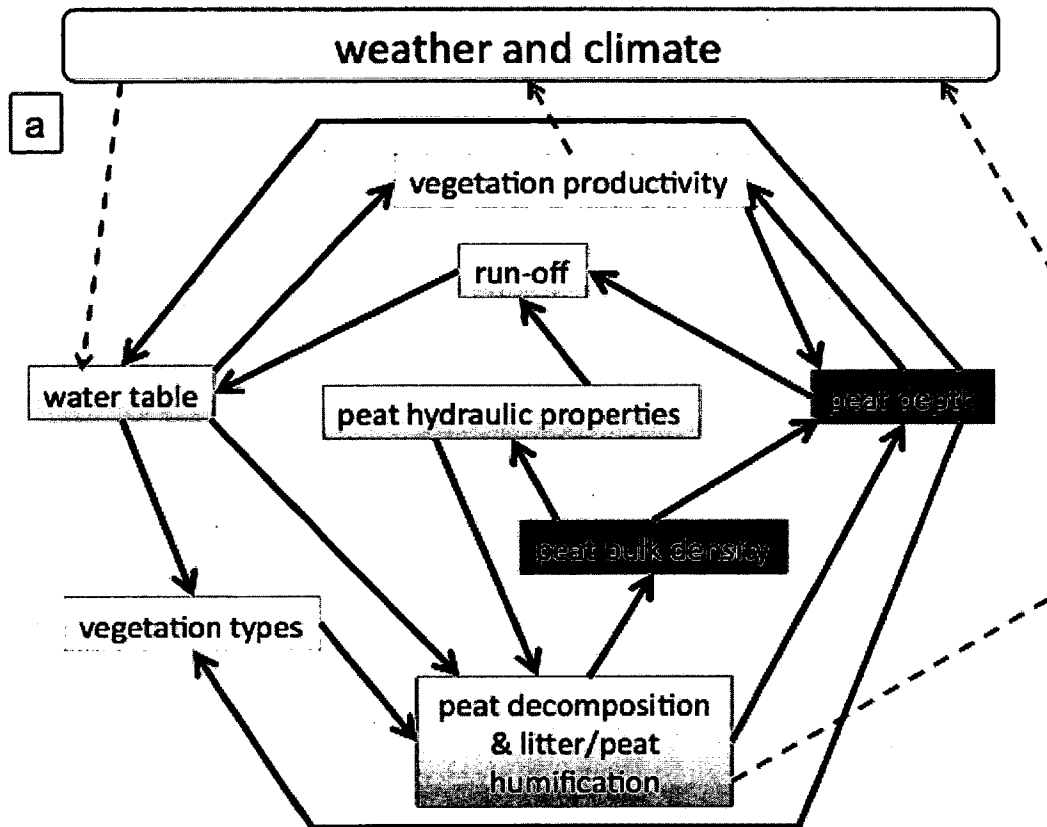 weather and climate
a
vegetation productivity
run-off
water table
peat hydraulic properties
peat depth
peat bulk density
vegetation types
peat decomposition
& litter/peat
humification